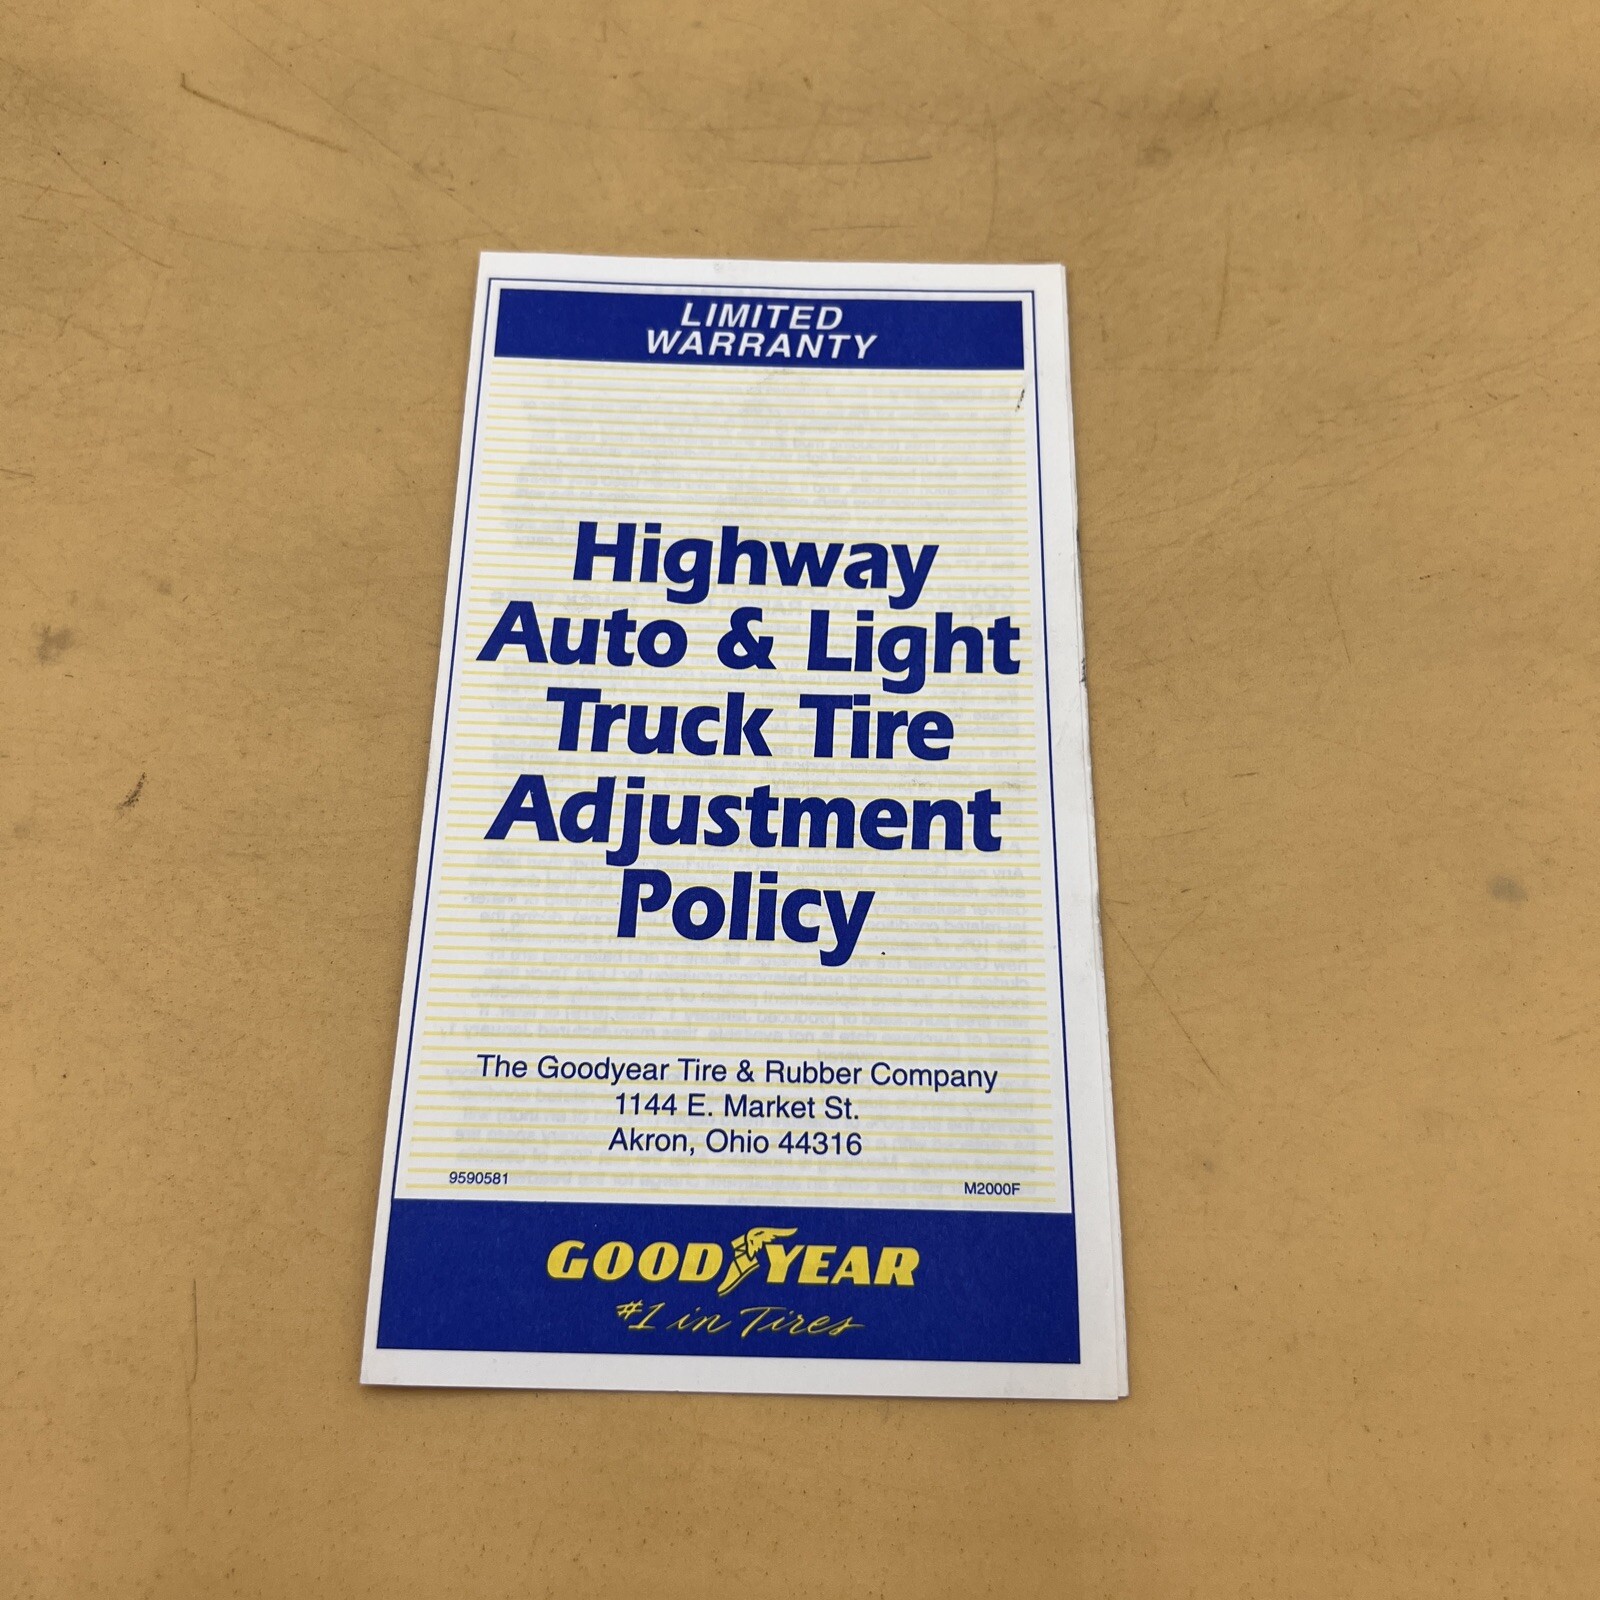 LIMITED
WARRANTY
Highway
Auto & Light
Truck Tire
Adjustment
Policy
The Goodyear Tire & Rubber Company
1144 E. Market St.
Akron, Ohio 44316
9590581 M2000F
GOODYEAR
#1 in Tires